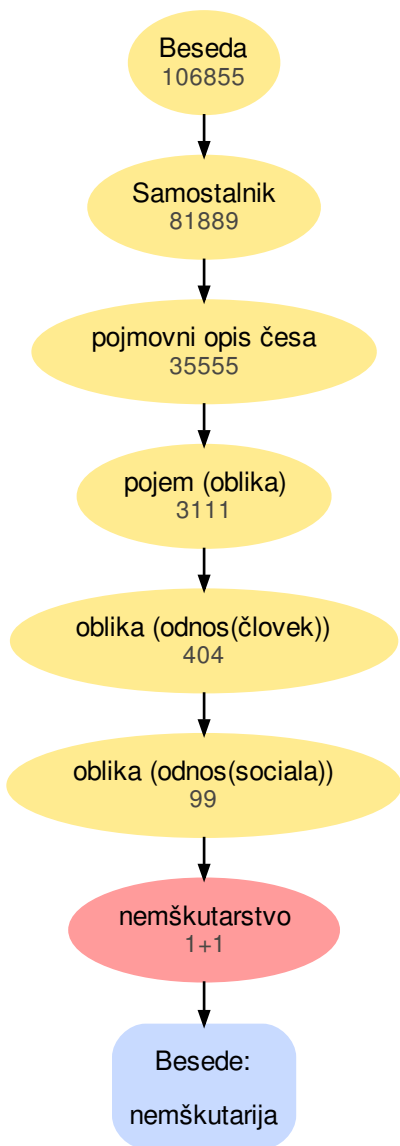 Beseda
106855
Samostalnik
81889
pojmovni opis česa
35555
pojem (oblika)
3111
oblika (odnos(človek))
404
oblika (odnos(sociala))
99
nemškutarstvo
1+1
Besede:
nemškutarija